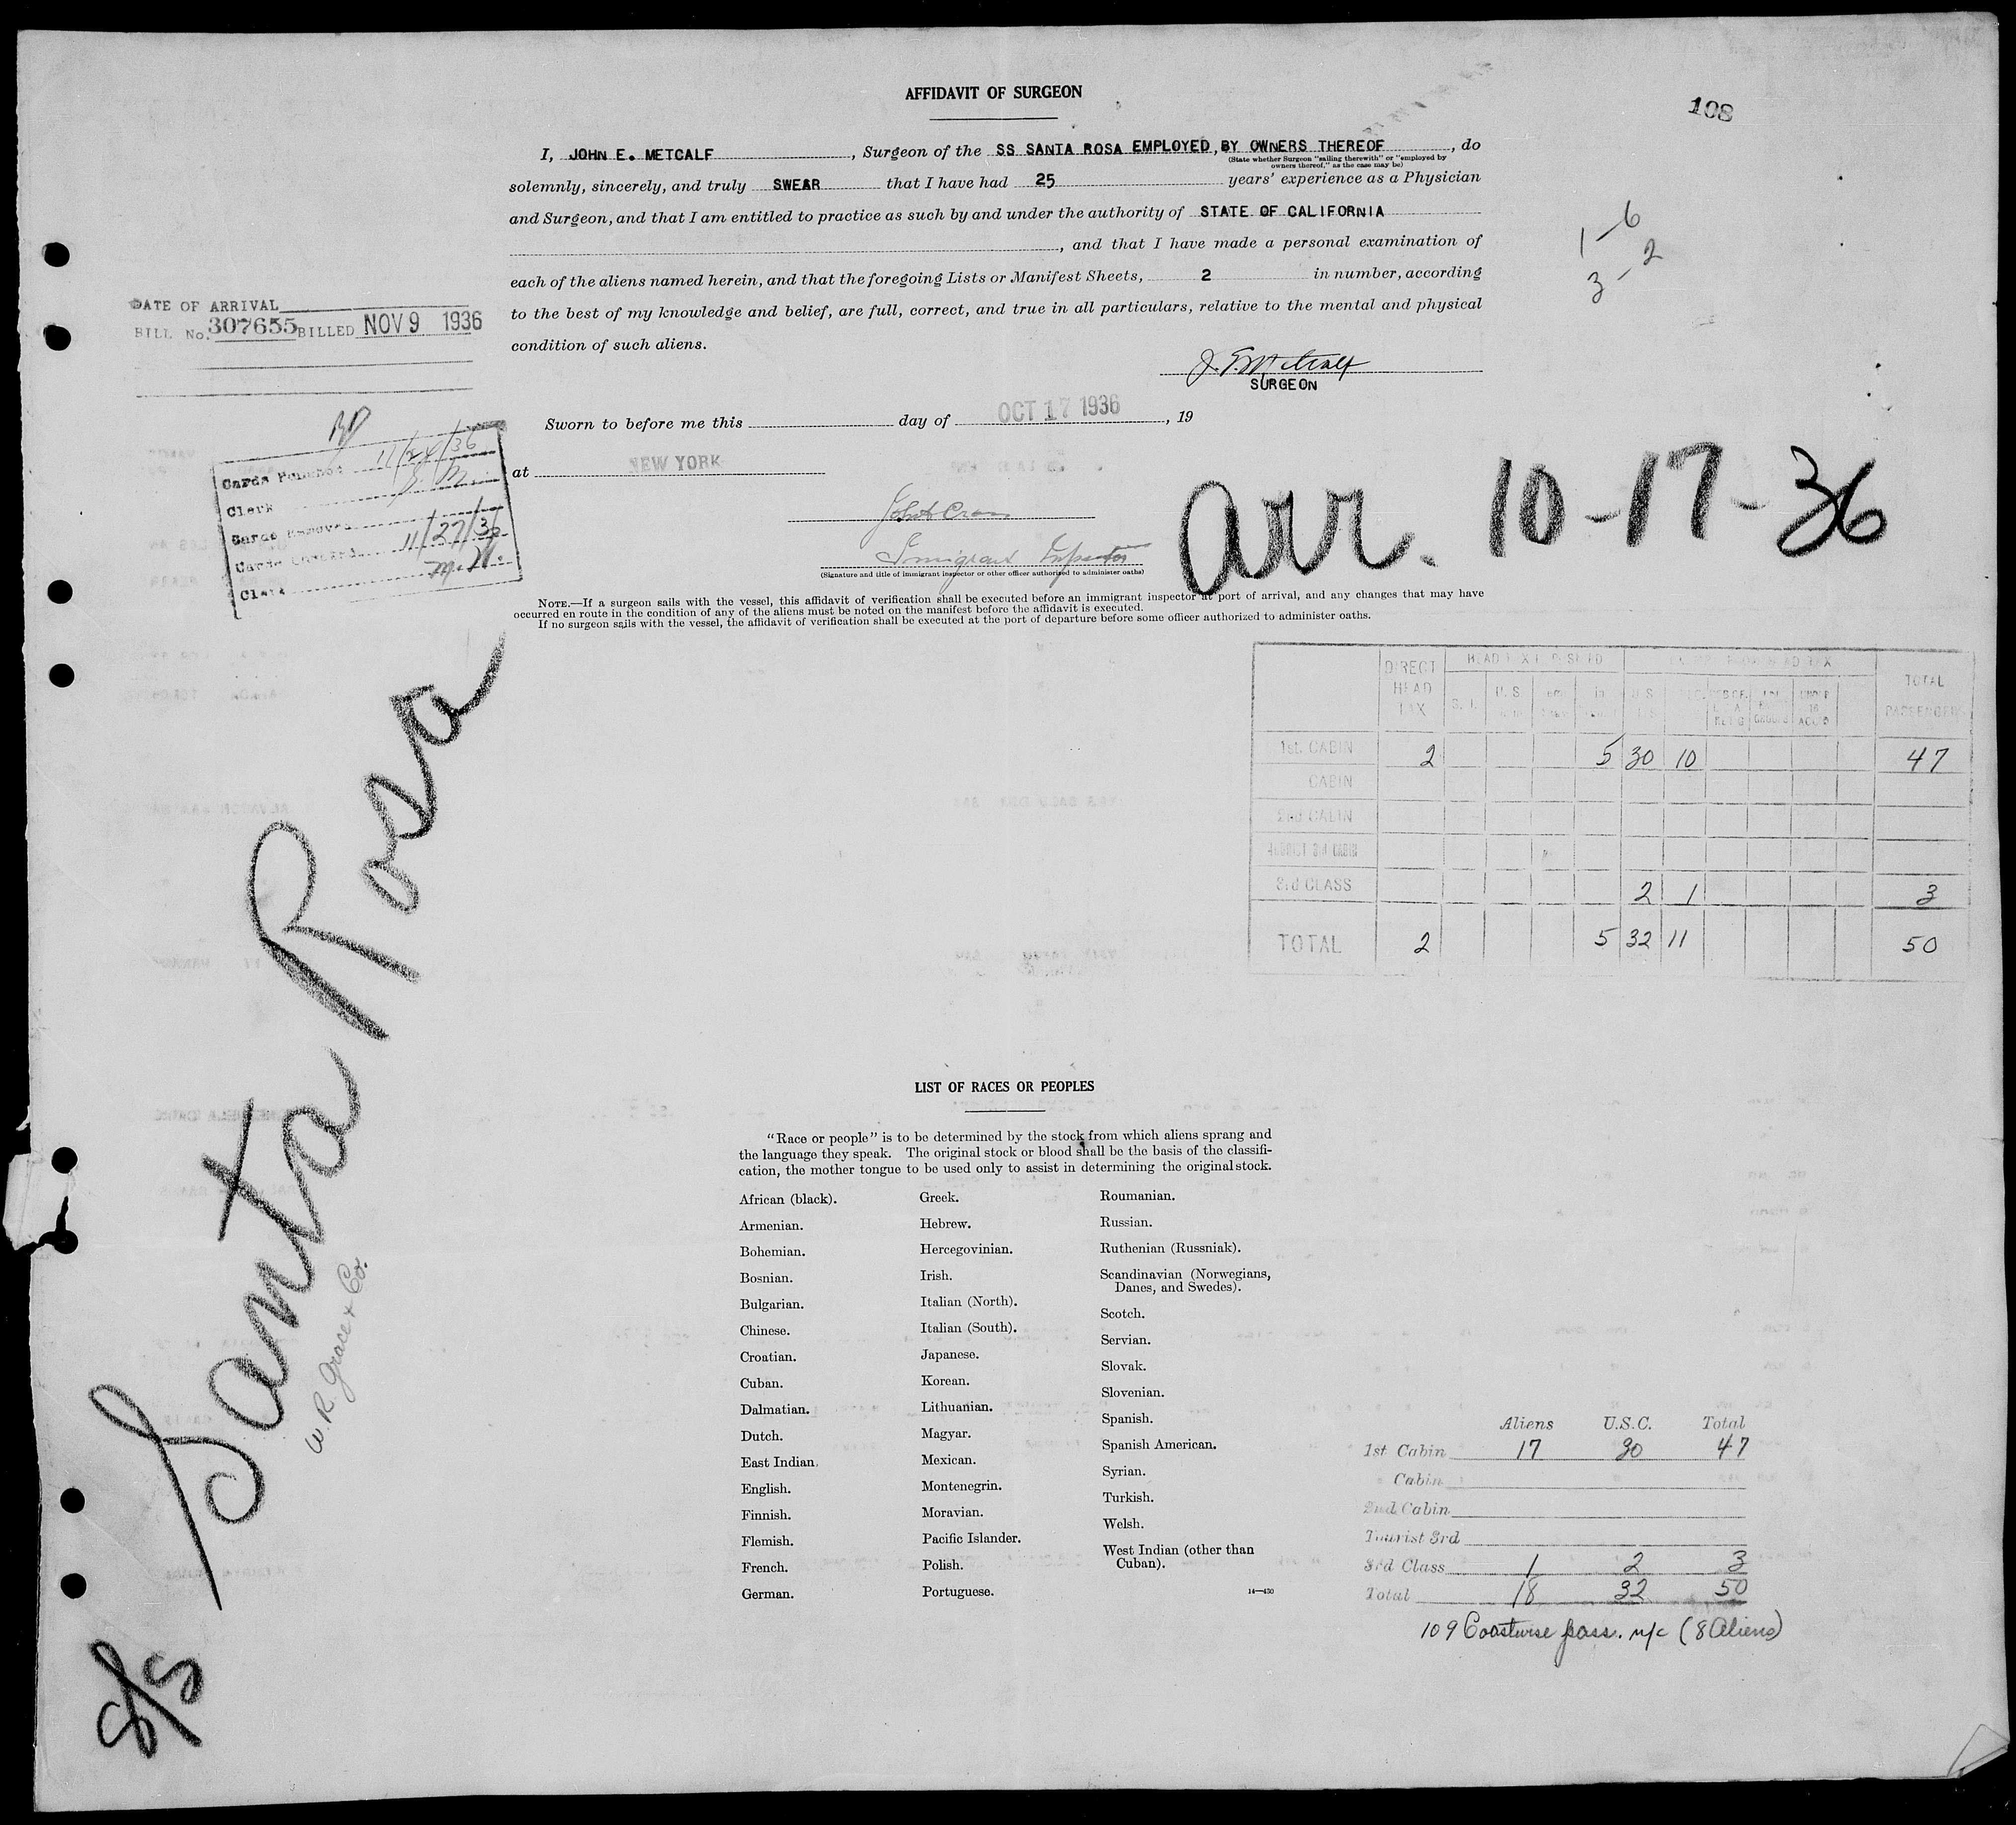 AFFIDAVIT OF SURGEON
108
I, JOHN E. METCALF, Surgeon of the SS SANTA ROSA EMPLOYED, BY OWNERS THEREOF, do
(State whether Surgeon "sailing therewith" or "employed by
owners thereof," as the case may be)
solemnly, sincerely, and truly SWEAR that I have had 25 years' experience as a Physician
and Surgeon, and that I am entitled to practice as such by and under the authority of STATE OF CALIFORNIA
, and that I have made a personal examination of
each of the aliens named herein, and that the foregoing Lists or Manifest Sheets, 2 in number, according
to the best of my knowledge and belief, are full, correct, and true in all particulars, relative to the mental and physical
condition of such aliens.
1-6
3-2
DATE OF ARRIVAL
BILL No. 307655 BILLED NOV 9 1936
J. E. Metcalf
SURGEON
Sworn to before me this day of OCT 17 1936, 19
at NEW YORK
Immigrant Inspector
(Signature and title of immigrant inspector or other officer authorized to administer oaths)
Arr. 10-17-36
Cards Punched 11/24/36
Clerk
Cards Removed
Cards 11/27/36
Clerk M.H.
NOTE.—If a surgeon sails with the vessel, this affidavit of verification shall be executed before an immigrant inspector at port of arrival, and any changes that may have
occurred en route in the condition of any of the aliens must be noted on the manifest before the affidavit is executed.
If no surgeon sails with the vessel, the affidavit of verification shall be executed at the port of departure before some officer authorized to administer oaths.
DIRECT HEAD TAX
U.S.
TOTAL PASSENGERS
1st. CABIN 2 5 30 10 47
CABIN
2nd CABIN
TOURIST 3rd CABIN
3rd CLASS 2 1 3
TOTAL 2 5 32 11 50
S/S Santa Rosa
W. R. Grace & Co.
LIST OF RACES OR PEOPLES
"Race or people" is to be determined by the stock from which aliens sprang and
the language they speak. The original stock or blood shall be the basis of the classifi-
cation, the mother tongue to be used only to assist in determining the original stock.
African (black).
Armenian.
Bohemian.
Bosnian.
Bulgarian.
Chinese.
Croatian.
Cuban.
Dalmatian.
Dutch.
East Indian.
English.
Finnish.
Flemish.
French.
German.
Greek.
Hebrew.
Hercegovinian.
Irish.
Italian (North).
Italian (South).
Japanese.
Korean.
Lithuanian.
Magyar.
Mexican.
Montenegrin.
Moravian.
Pacific Islander.
Polish.
Portuguese.
Roumanian.
Russian.
Ruthenian (Russniak).
Scandinavian (Norwegians,
Danes, and Swedes).
Scotch.
Servian.
Slovak.
Slovenian.
Spanish.
Spanish American.
Syrian.
Turkish.
Welsh.
West Indian (other than
Cuban).
14—430
Aliens U.S.C. Total
1st Cabin 17 30 47
Cabin
2nd Cabin
Tourist 3rd
3rd Class 1 2 3
Total 18 32 50
109 Coastwise pass. n/c (8 Aliens)